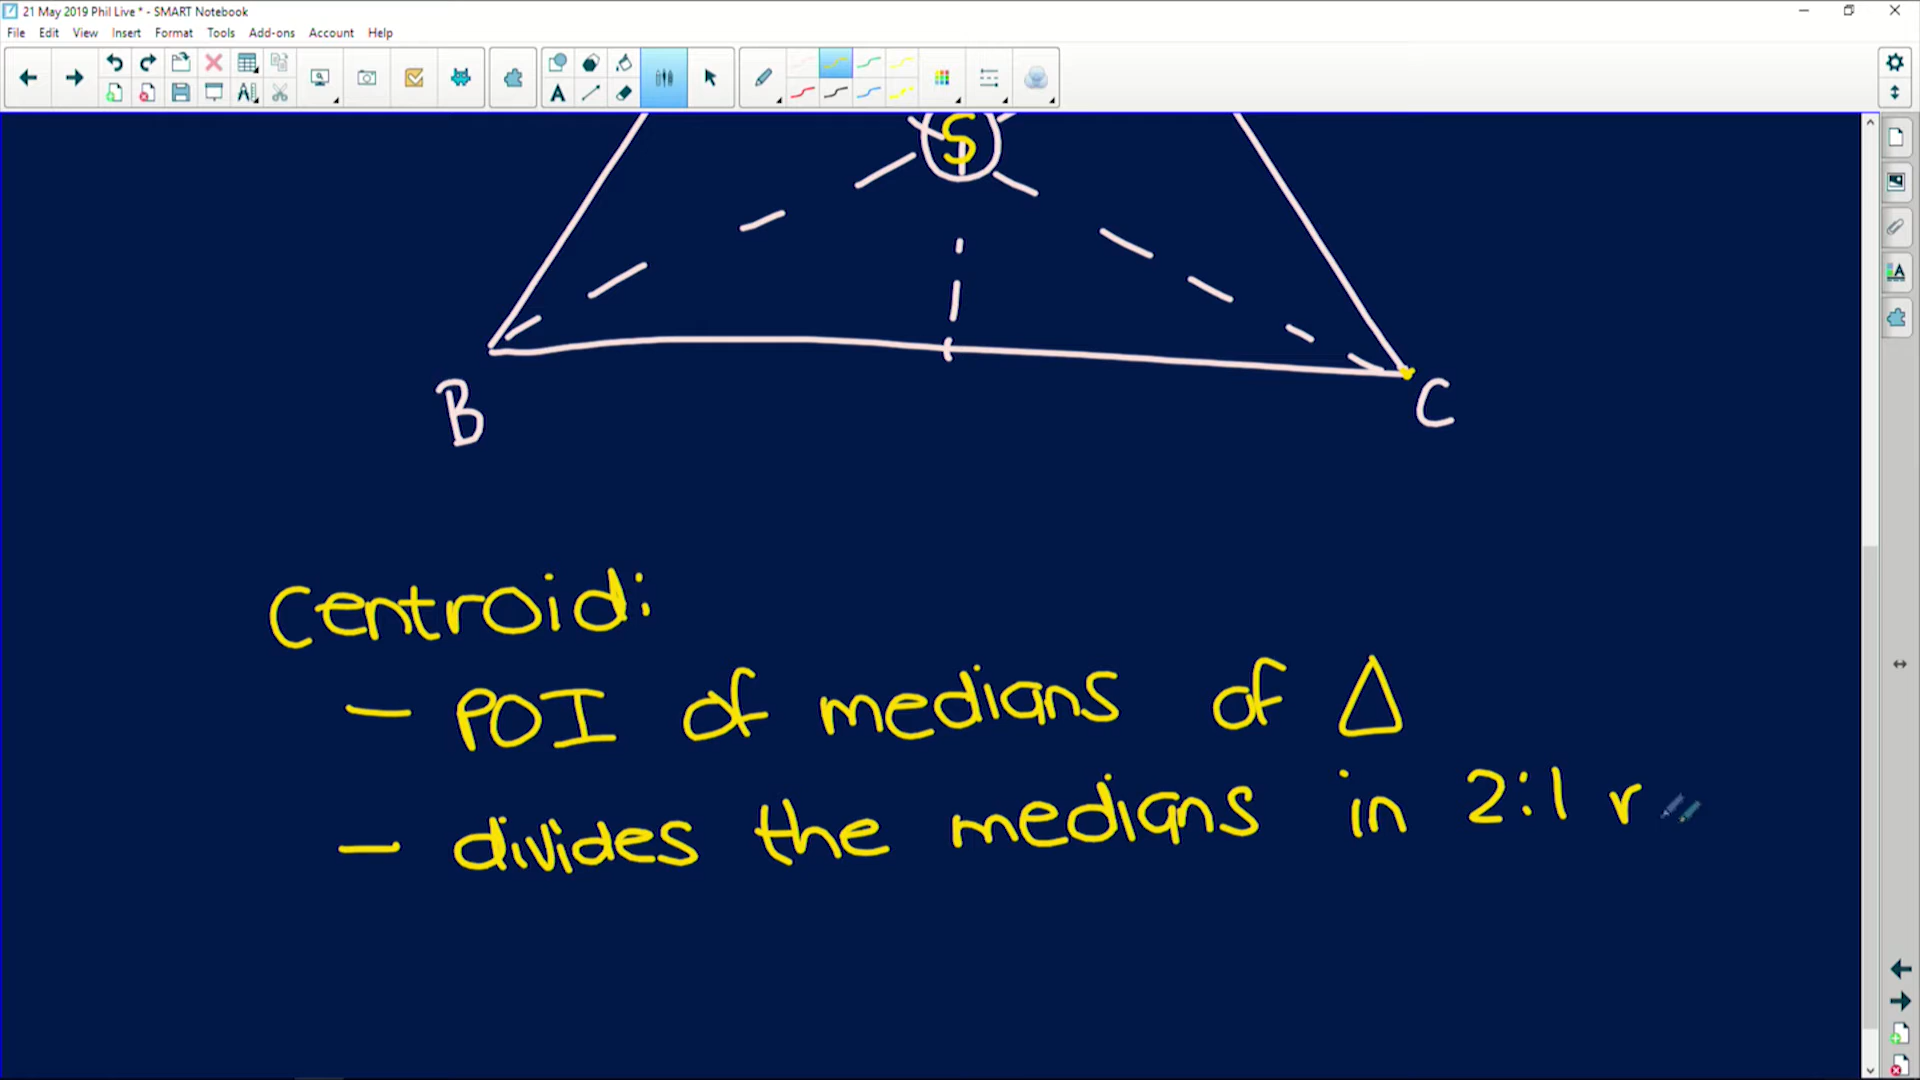 21 May 2019 Phil Live * - SMART Notebook
File Edit View Insert Format Tools Add-ons Account Help
S
B
C
Centroid:
- POI of medians of Δ
- divides the medians in 2:1 r